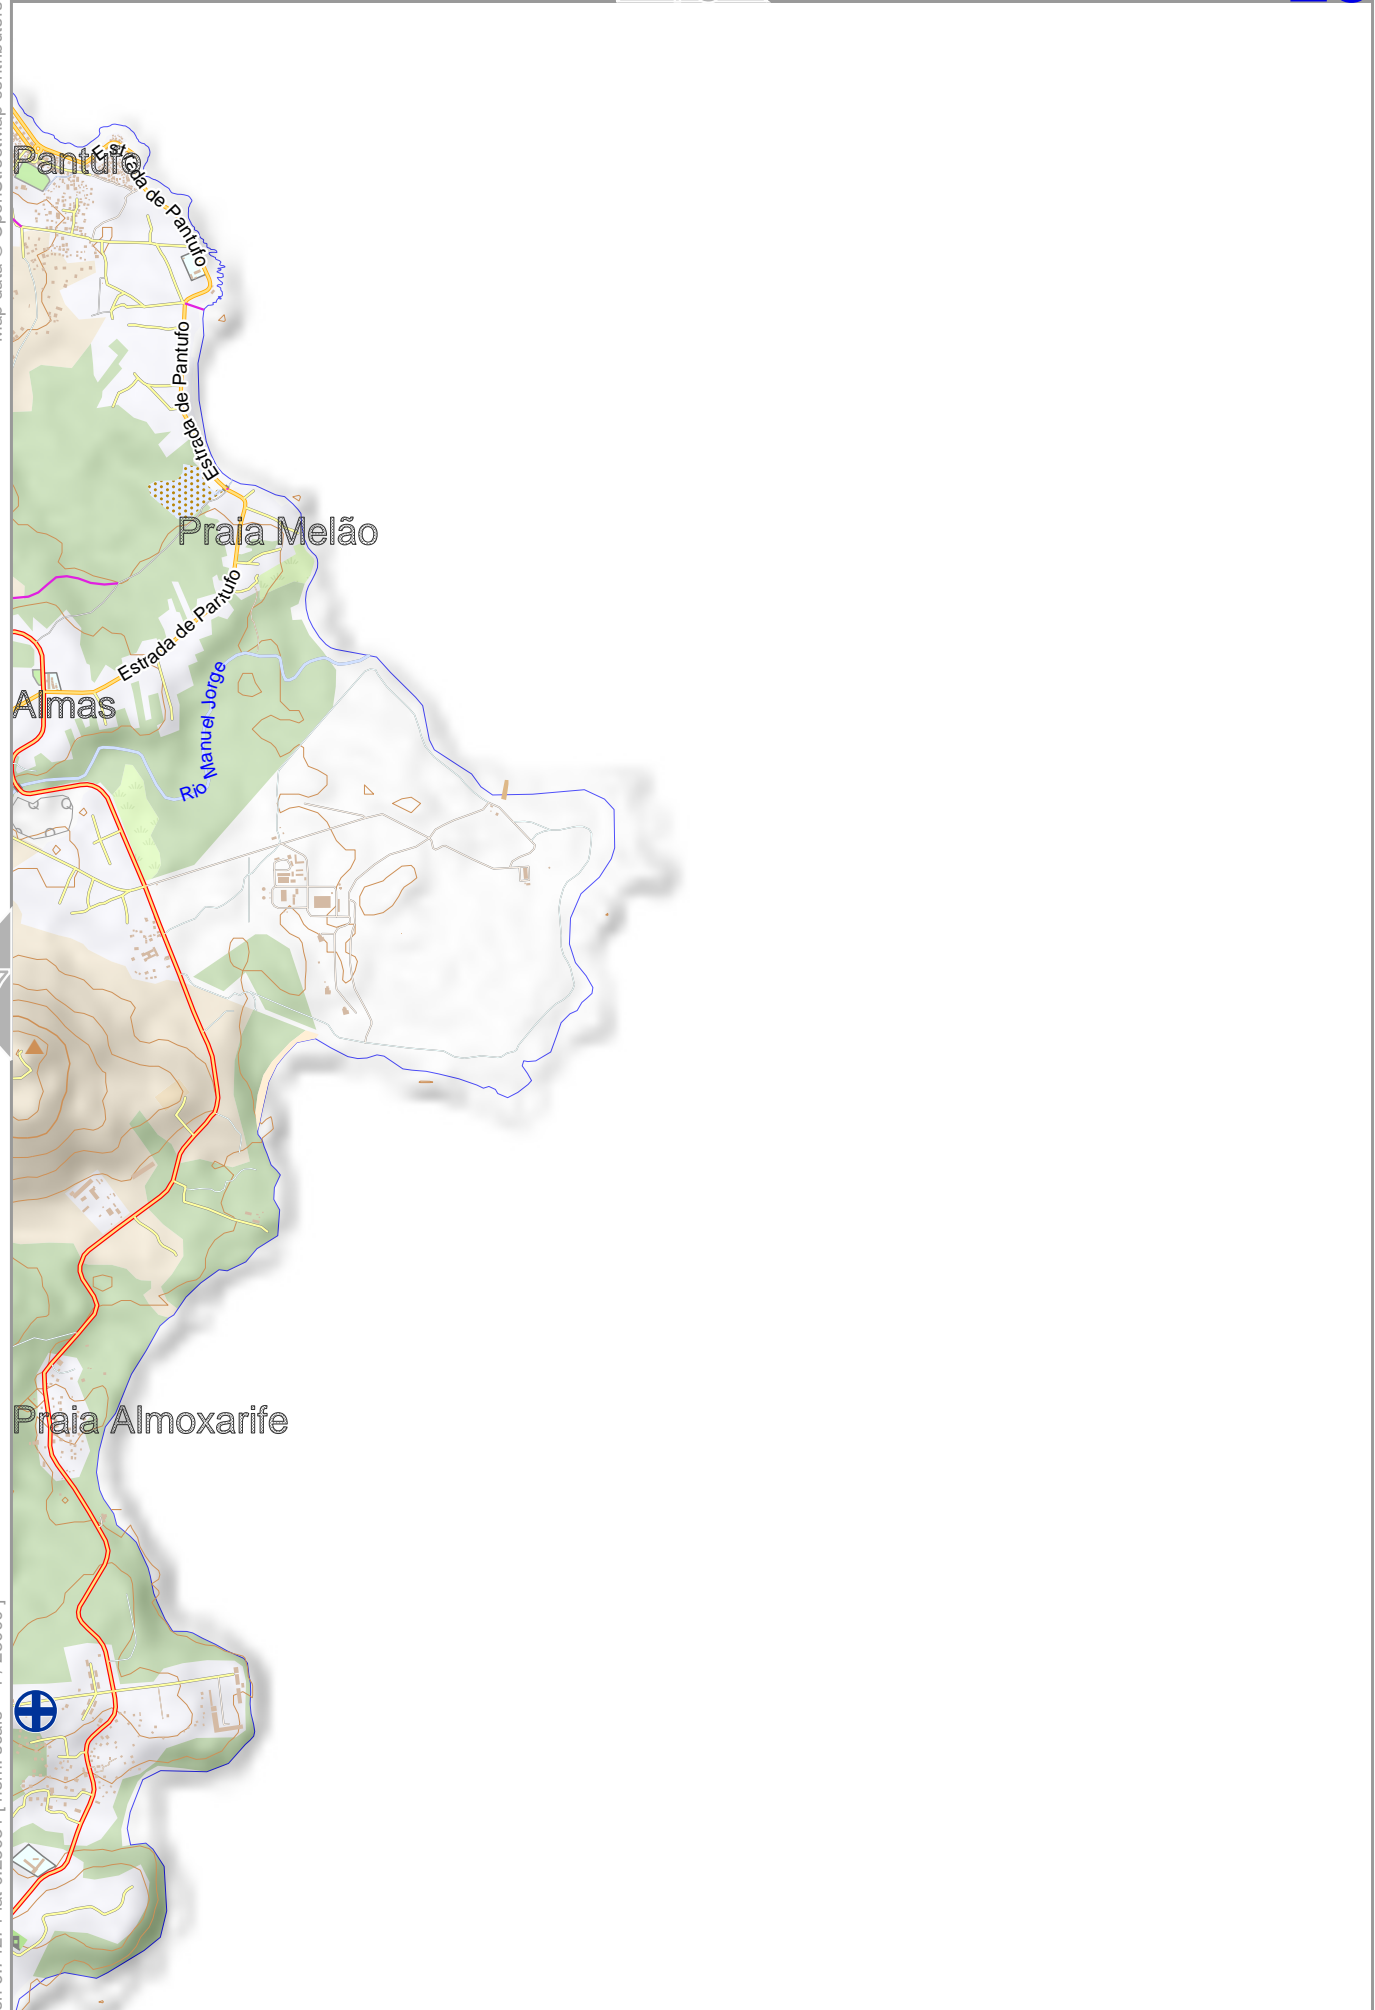 Pantufo
Estrada de Pantufo
Estrada de Pantufo
Praia Melão
Estrada de Pantufo
Almas
Rio Manuel Jorge
Praia Almoxarife